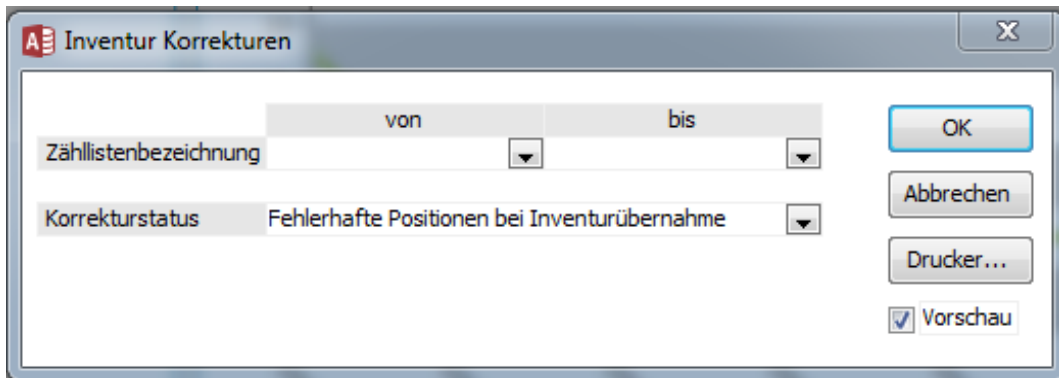 Inventur Korrekturen
von bis
OK
Zähllistenbezeichnung
Abbrechen
Korrekturstatus Fehlerhafte Positionen bei Inventurübernahme
Drucker...
Vorschau